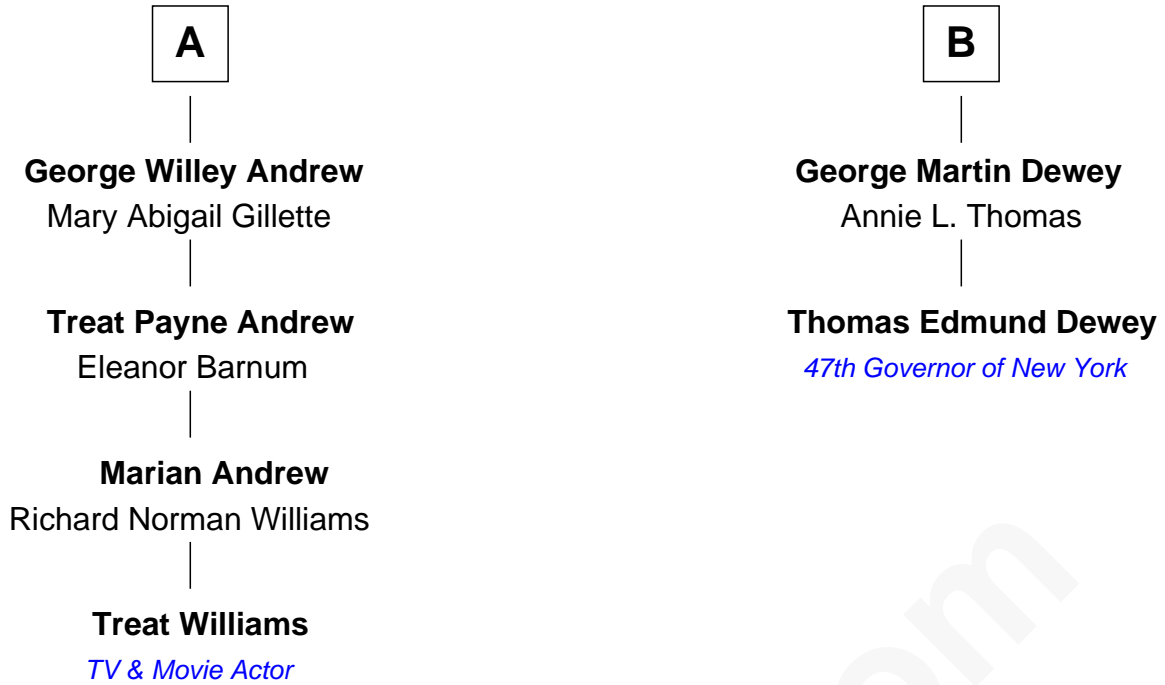 A
George Willey Andrew
Mary Abigail Gillette
Treat Payne Andrew
Eleanor Barnum
Marian Andrew
Richard Norman Williams
Treat Williams
TV & Movie Actor
B
George Martin Dewey
Annie L. Thomas
Thomas Edmund Dewey
47th Governor of New York
om